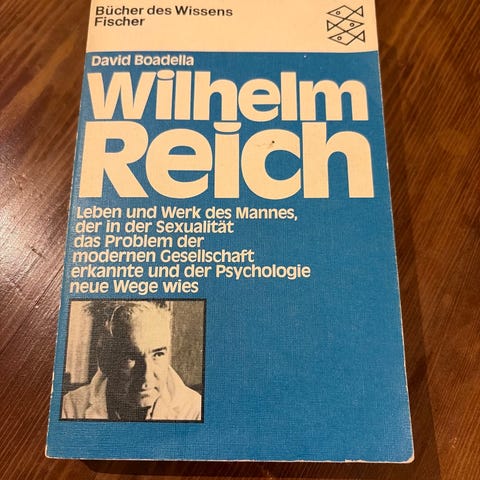 Bücher des Wissens
Fischer
David Boadella
Wilhelm
Reich
Leben und Werk des Mannes,
der in der Sexualität
das Problem der
modernen Gesellschaft
erkannte und der Psychologie
neue Wege wies